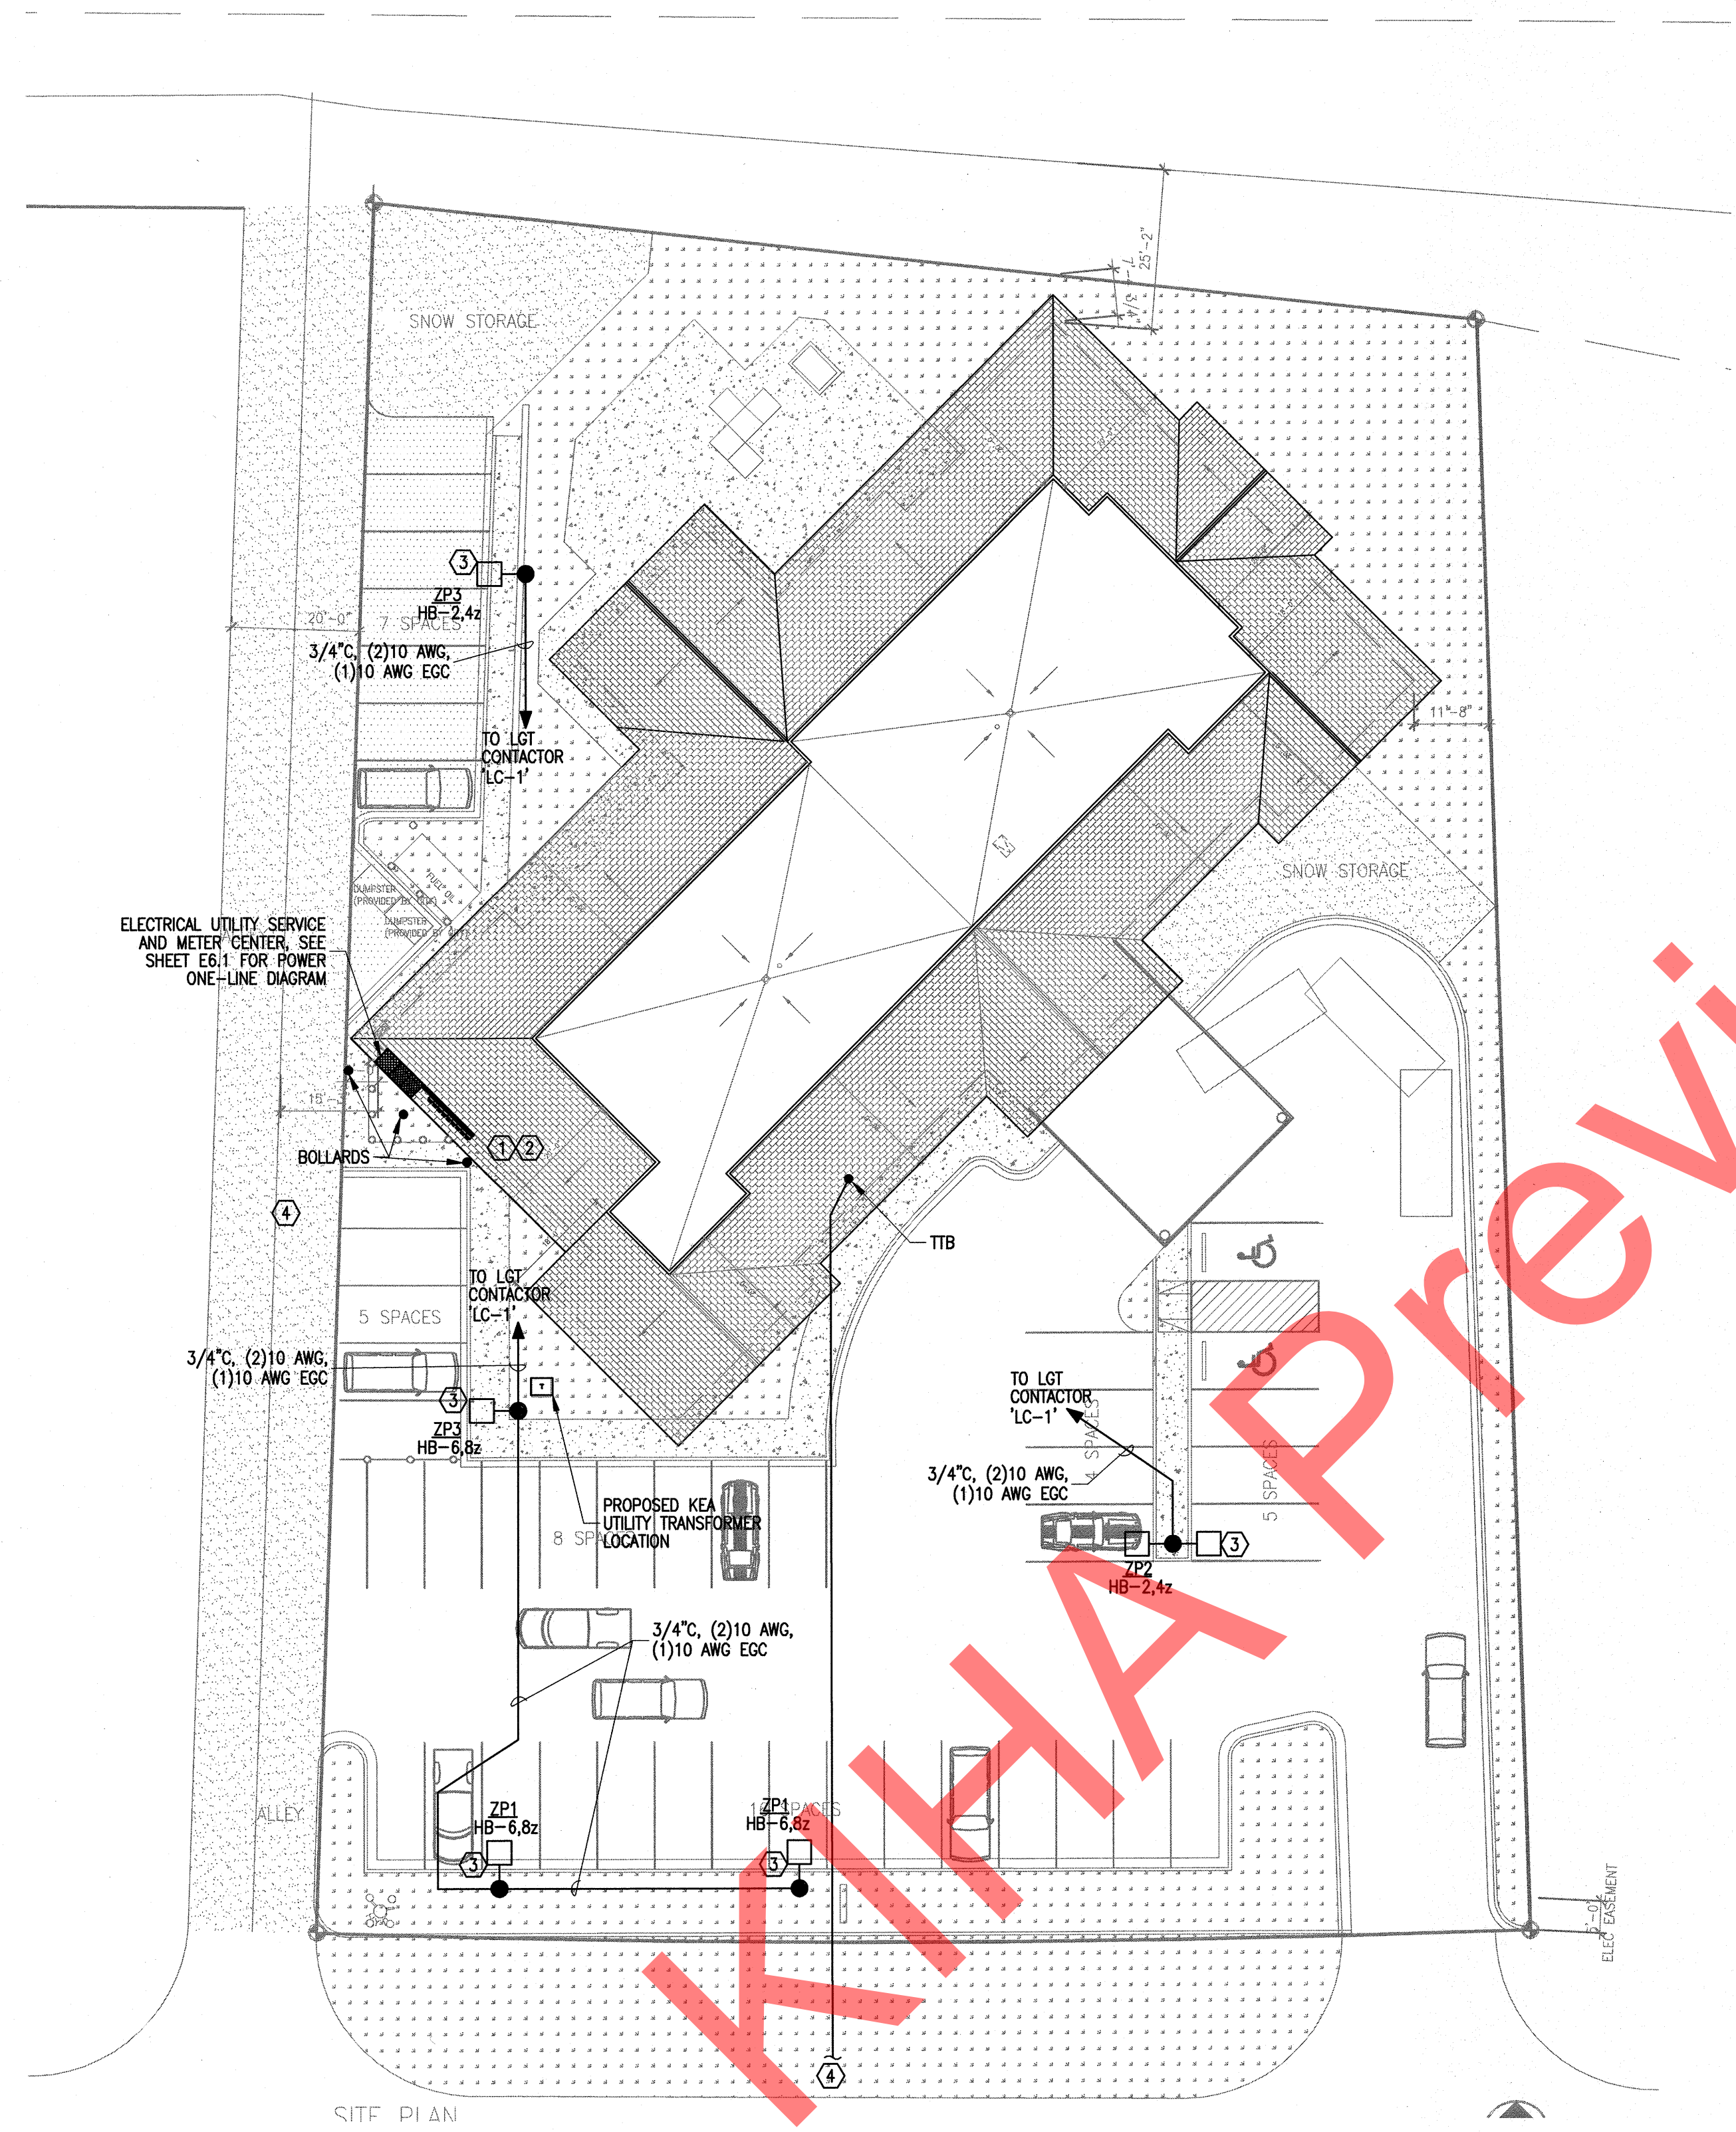 25'-2"
SNOW STORAGE
3
ZP3
HB-2,4z
20'-0"
7 SPACES
3/4"C, (2)10 AWG,
(1)10 AWG EGC
TO LGT
CONTACTOR
'LC-1'
11'-8"
SNOW STORAGE
FUEL OIL
DUMPSTER
(PROVIDED BY
DUMPSTER
(PROVIDED BY
ELECTRICAL UTILITY SERVICE
AND METER CENTER, SEE
SHEET E6.1 FOR POWER
ONE-LINE DIAGRAM
BOLLARDS
1
2
4
TTB
TO LGT
CONTACTOR
'LC-1'
5 SPACES
3/4"C, (2)10 AWG,
(1)10 AWG EGC
3
T
ZP3
HB-6,8z
TO LGT
CONTACTOR
'LC-1'
4 SPACES
5 SPACES
3/4"C, (2)10 AWG,
(1)10 AWG EGC
PROPOSED KEA
UTILITY TRANSFORMER
LOCATION
8 SPACES
3
ZP2
HB-2,4z
3/4"C, (2)10 AWG,
(1)10 AWG EGC
ALLEY
ZP1
HB-6,8z
3
ZP1
HB-6,8z
3
SPACES
ELEC EASEMENT
4
SITE PLAN
KIHA Previ